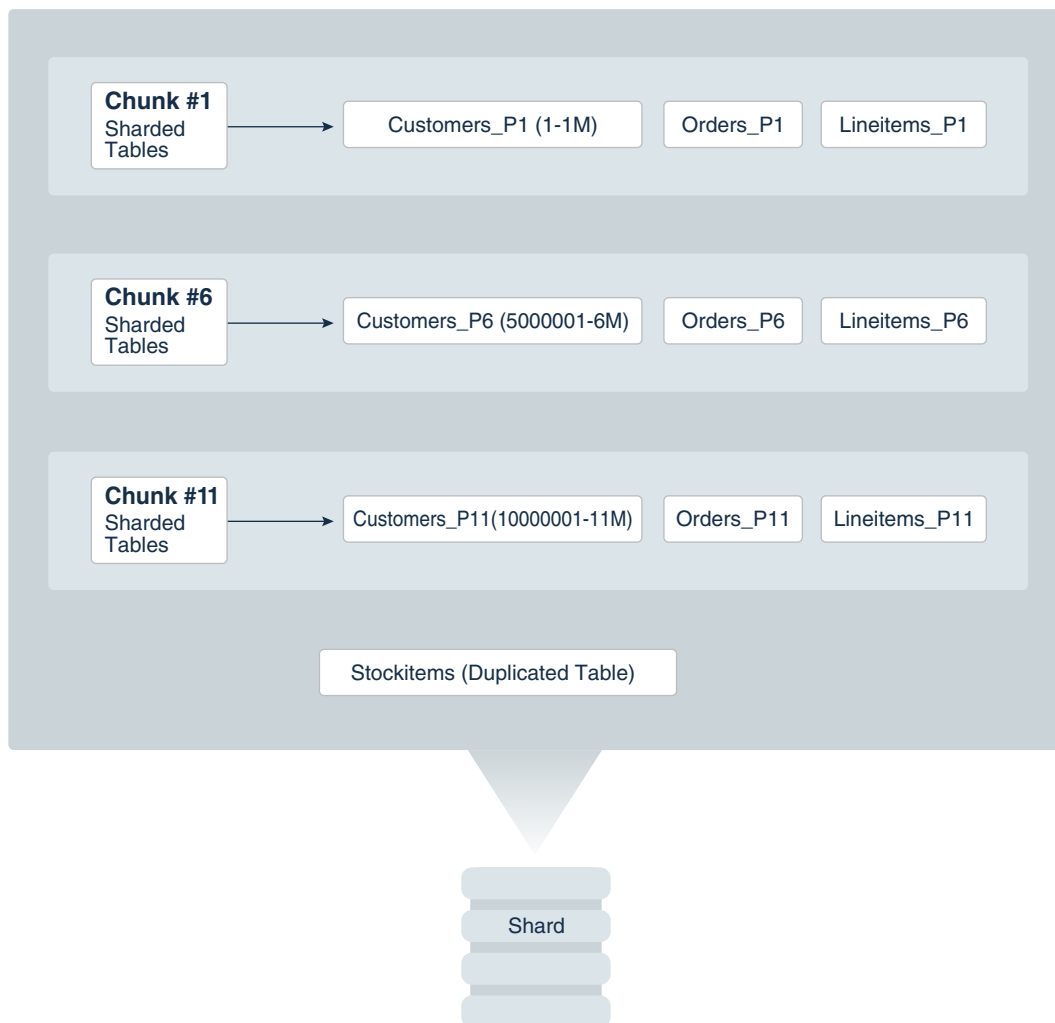 Chunk #1
Sharded
Tables
Customers_P1 (1-1M)
Orders_P1
Lineitems_P1
Chunk #6
Sharded
Tables
Customers_P6 (5000001-6M)
Orders_P6
Lineitems_P6
Chunk #11
Sharded
Tables
Customers_P11(10000001-11M)
Orders_P11
Lineitems_P11
Stockitems (Duplicated Table)
Shard